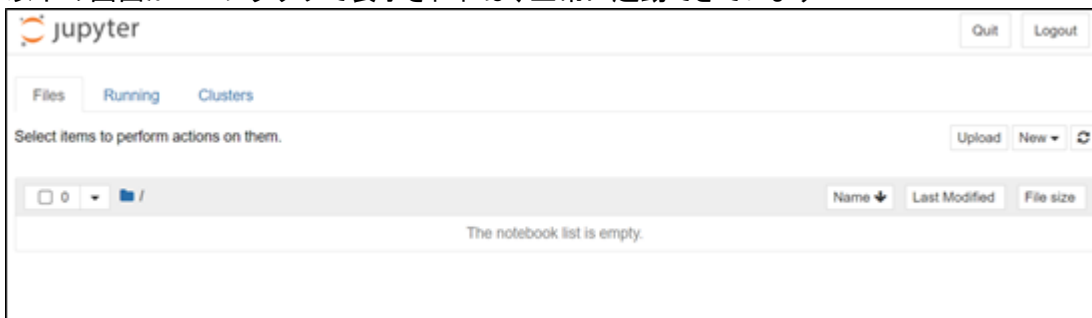 jupyter
Quit Logout
Files Running Clusters
Select items to perform actions on them.
Upload New
0 /
Name Last Modified File size
The notebook list is empty.